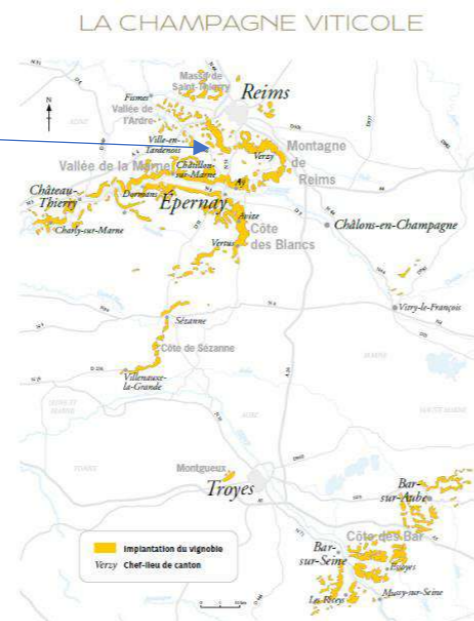 LA CHAMPAGNE VITICOLE
Massif de
Saint-Thierry
Reims
Fismes
Vallée de
l'Ardre
N
Ville-en-
Tardenois
Montagne
de
Reims
Verzy
Vallée de la Marne
Châtillon-
sur-Marne
Château-
Thierry
Dormans
Épernay
Avize
Charly-sur-Marne
Côte
des Blancs
Châlons-en-Champagne
Vertus
Vitry-le-François
Sézanne
Côte de Sézanne
Villenauxe-
la-Grande
Montgueux
Troyes
Bar-
sur-Aube
Côte des Bar
Bar-
sur-Seine
Essoyes
Les Riceys
Mussy-sur-Seine
Implantation du vignoble
Verzy Chef-lieu de canton